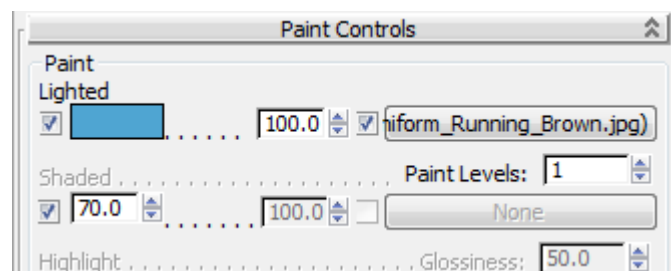 Paint Controls
Paint
Lighted
100.0 niform_Running_Brown.jpg)
Shaded Paint Levels: 1
70.0 100.0 None
Highlight Glossiness: 50.0